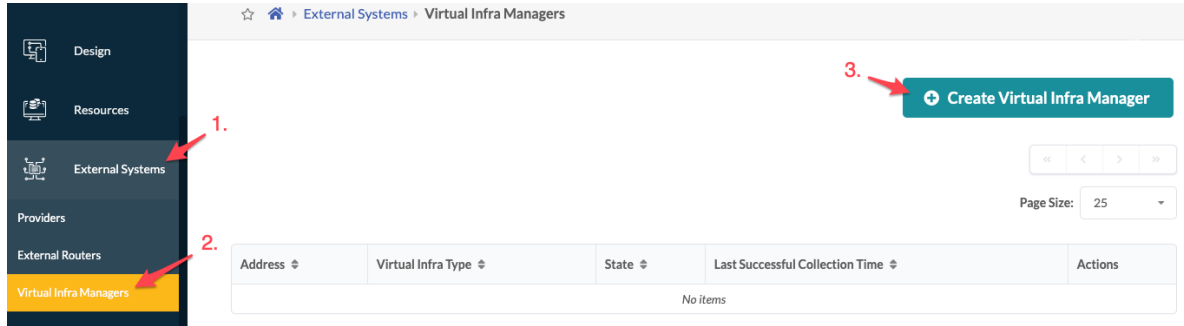 External Systems Virtual Infra Managers
Design
3.
Create Virtual Infra Manager
Resources
1.
External Systems
Page Size: 25
Providers
2.
External Routers
Address Virtual Infra Type State Last Successful Collection Time Actions
Virtual Infra Managers
No items